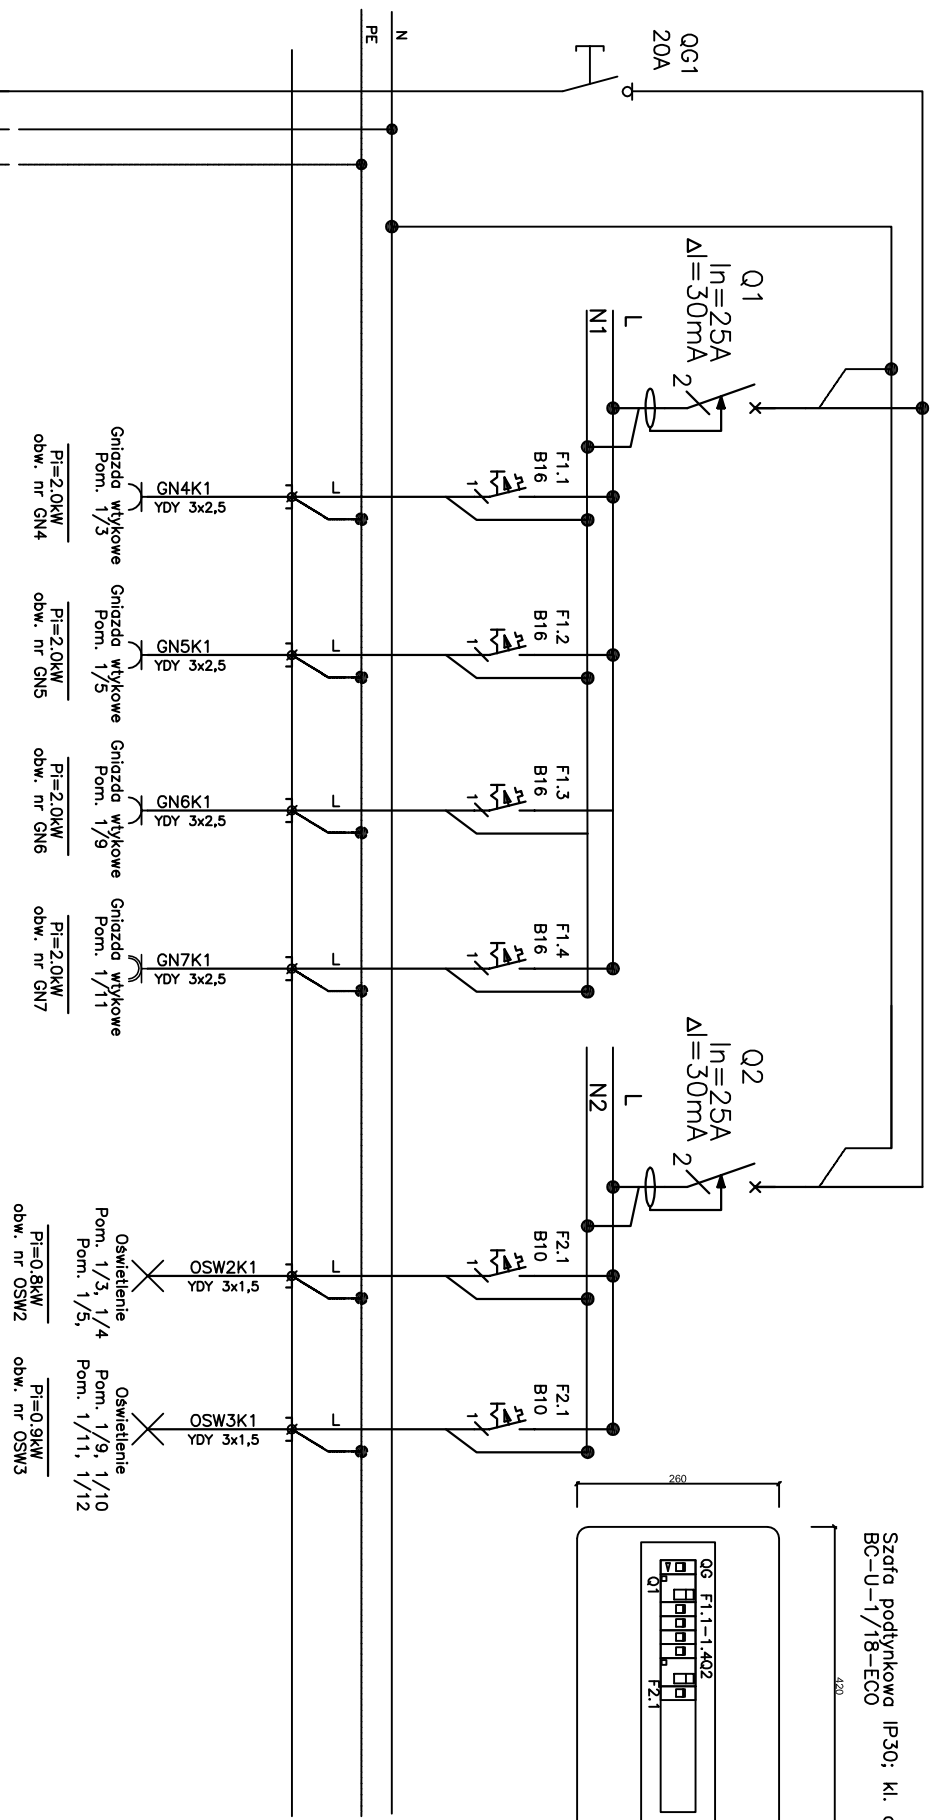 QG1
20A
N
PE
Q1
In=25A
ΔI=30mA
2
L
N1
F1.1
B16
1
L
GN4K1
YDY 3x2,5
Gniazda wtykowe
Pom. 1/3
Pi=2.0kW
obw. nr GN4
F1.2
B16
1
L
GN5K1
YDY 3x2,5
Gniazda wtykowe
Pom. 1/5
Pi=2.0kW
obw. nr GN5
F1.3
B16
1
L
GN6K1
YDY 3x2,5
Gniazda wtykowe
Pom. 1/9
Pi=2.0kW
obw. nr GN6
F1.4
B16
1
L
GN7K1
YDY 3x2,5
Gniazda wtykowe
Pom. 1/11
Pi=2.0kW
obw. nr GN7
Q2
In=25A
ΔI=30mA
2
L
N2
F2.1
B10
1
L
OSW2K1
YDY 3x1,5
Oświetlenie
Pom. 1/3, 1/4
Pom. 1/5,
Pi=0.8kW
obw. nr OSW2
F2.1
B10
1
L
OSW3K1
YDY 3x1,5
Oświetlenie
Pom. 1/9, 1/10
Pom. 1/11, 1/12
Pi=0.9kW
obw. nr OSW3
Szafa podtynkowa IP30; kl.
BC-U-1/18-ECO
420
260
QG F1.1-1.4Q2
Q1 F2.1